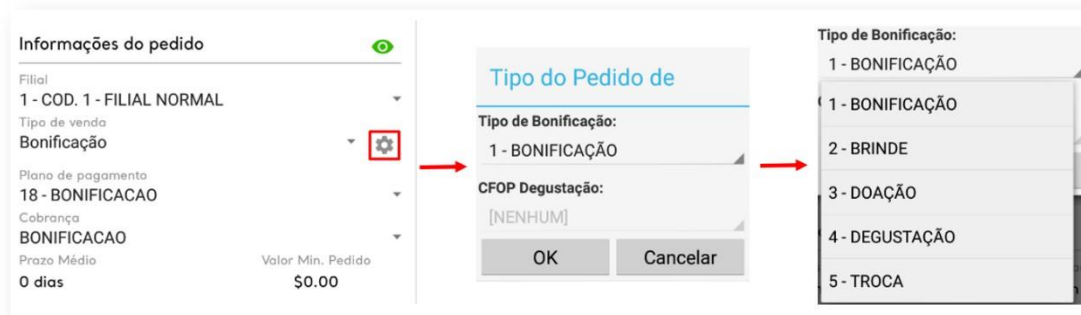 Informações do pedido
Filial
1 - COD. 1 - FILIAL NORMAL
Tipo de venda
Bonificação
Plano de pagamento
18 - BONIFICACAO
Cobrança
BONIFICACAO
Prazo Médio Valor Min. Pedido
0 dias $0.00
Tipo do Pedido de
Tipo de Bonificação:
1 - BONIFICAÇÃO
CFOP Degustação:
[NENHUM]
OK Cancelar
Tipo de Bonificação:
1 - BONIFICAÇÃO
1 - BONIFICAÇÃO
2 - BRINDE
3 - DOAÇÃO
4 - DEGUSTAÇÃO
5 - TROCA